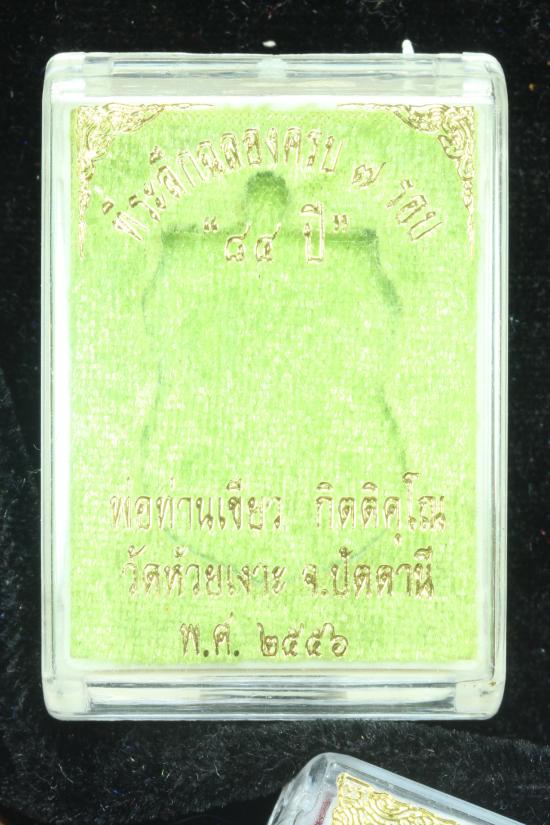 ที่ระลึกฉลองครบ ๗ รอบ
"๘๔ ปี"
พ่อท่านเขียว กิตติคุโณ
วัดห้วยเงาะ จ.ปัตตานี
พ.ศ. ๒๕๕๖